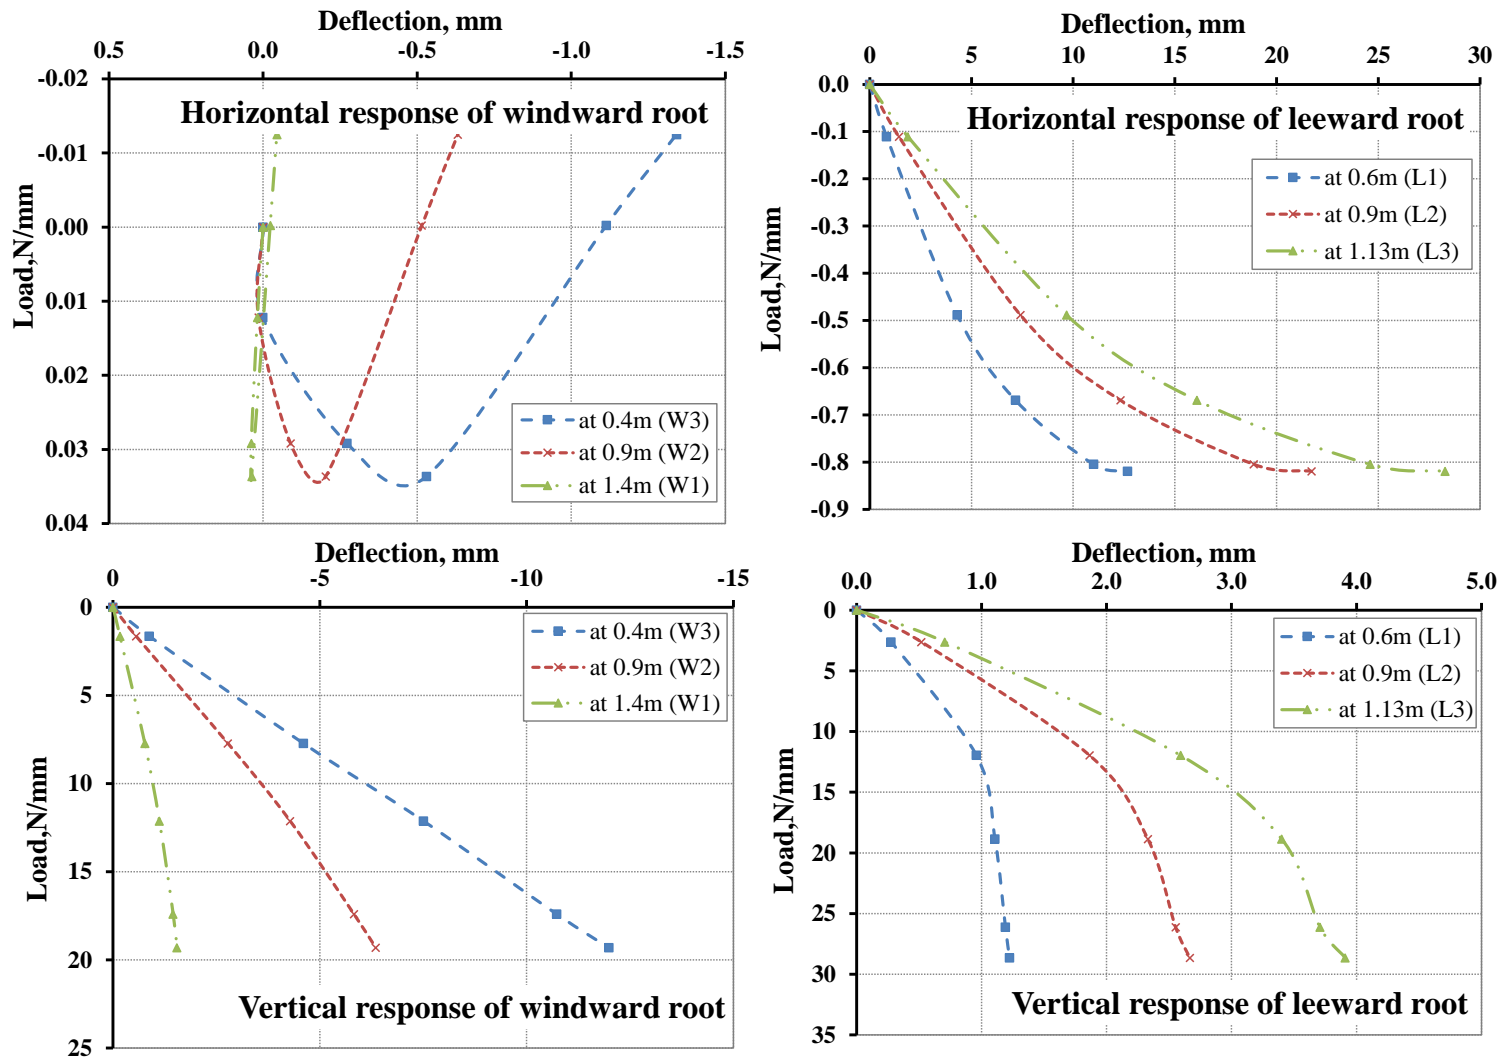 Deflection, mm
0.5 0.0 -0.5 -1.0 -1.5
-0.02
-0.01
0.00
0.01
0.02
0.03
0.04
Load,N/mm
Horizontal response of windward root
at 0.4m (W3)
at 0.9m (W2)
at 1.4m (W1)
Deflection, mm
0 5 10 15 20 25 30
0.0
-0.1
-0.2
-0.3
-0.4
-0.5
-0.6
-0.7
-0.8
-0.9
Load,N/mm
Horizontal response of leeward root
at 0.6m (L1)
at 0.9m (L2)
at 1.13m (L3)
Deflection, mm
0 -5 -10 -15
0
5
10
15
20
25
Load,N/mm
at 0.4m (W3)
at 0.9m (W2)
at 1.4m (W1)
Vertical response of windward root
Deflection, mm
0.0 1.0 2.0 3.0 4.0 5.0
0
5
10
15
20
25
30
35
Load,N/mm
at 0.6m (L1)
at 0.9m (L2)
at 1.13m (L3)
Vertical response of leeward root